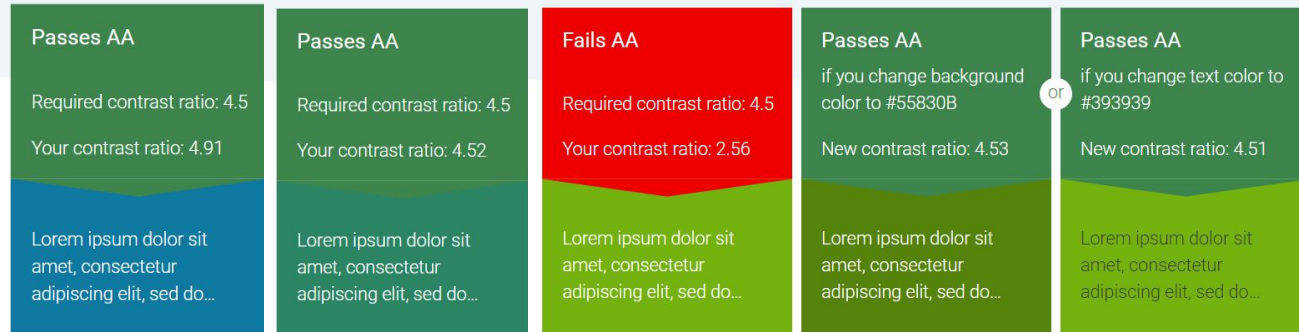 Passes AA
Required contrast ratio: 4.5
Your contrast ratio: 4.91
Lorem ipsum dolor sit
amet, consectetur
adipiscing elit, sed do...
Passes AA
Required contrast ratio: 4.5
Your contrast ratio: 4.52
Lorem ipsum dolor sit
amet, consectetur
adipiscing elit, sed do...
Fails AA
Required contrast ratio: 4.5
Your contrast ratio: 2.56
Lorem ipsum dolor sit
amet, consectetur
adipiscing elit, sed do...
Passes AA
if you change background
color to #55830B
New contrast ratio: 4.53
Lorem ipsum dolor sit
amet, consectetur
adipiscing elit, sed do...
or
Passes AA
if you change text color to
#393939
New contrast ratio: 4.51
Lorem ipsum dolor sit
amet, consectetur
adipiscing elit, sed do...